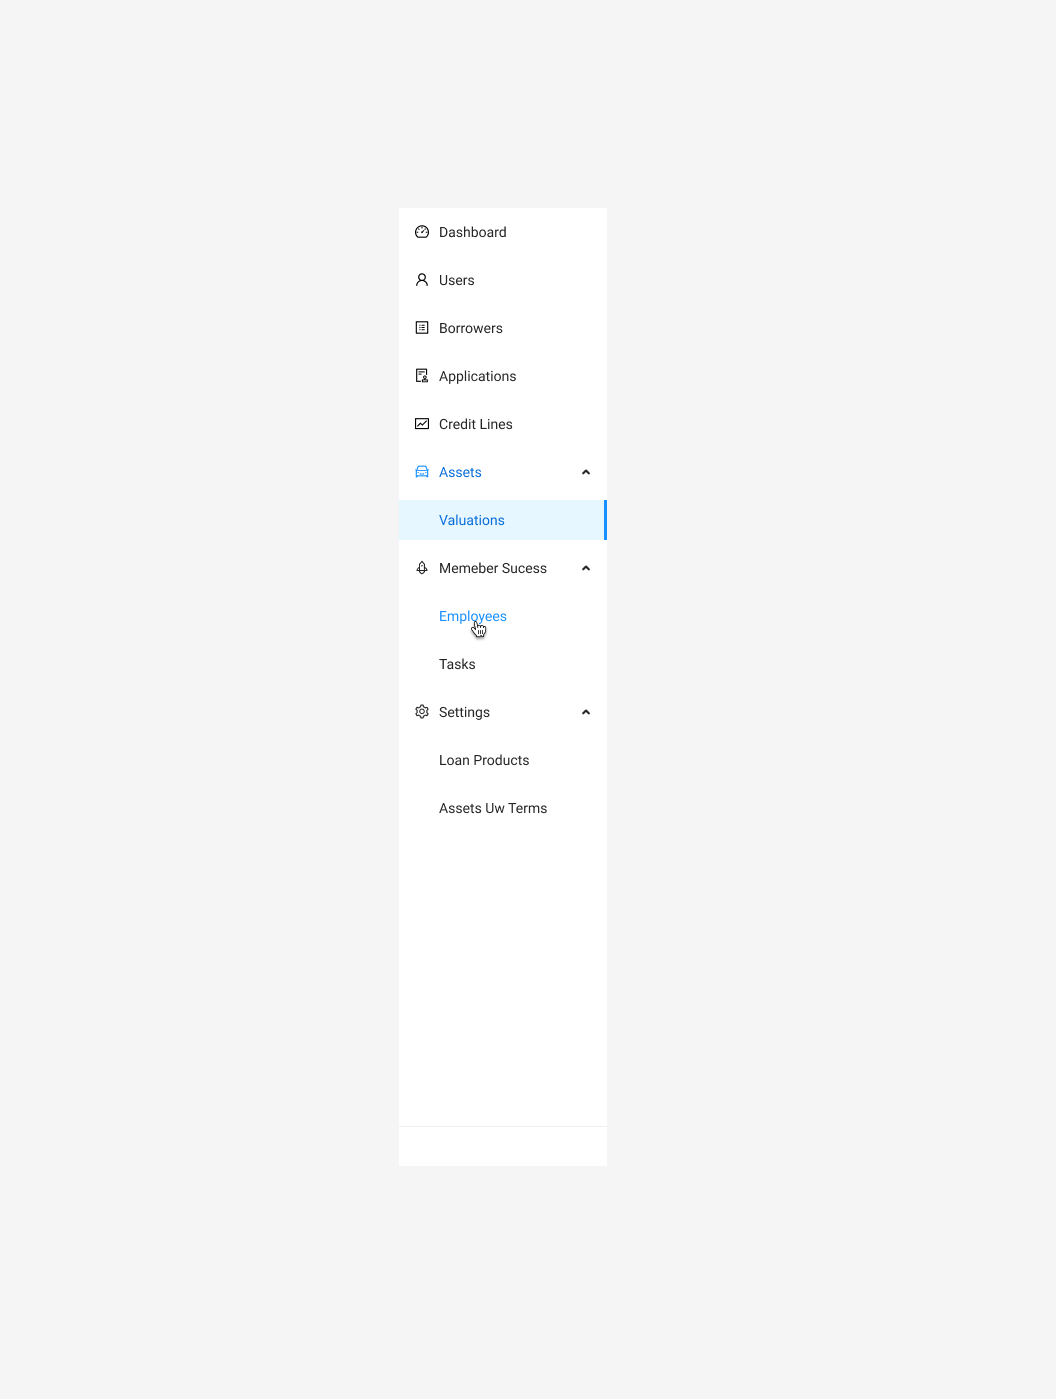 Dashboard
Users
Borrowers
Applications
Credit Lines
Assets
Valuations
Memeber Sucess
Employees
Tasks
Settings
Loan Products
Assets Uw Terms